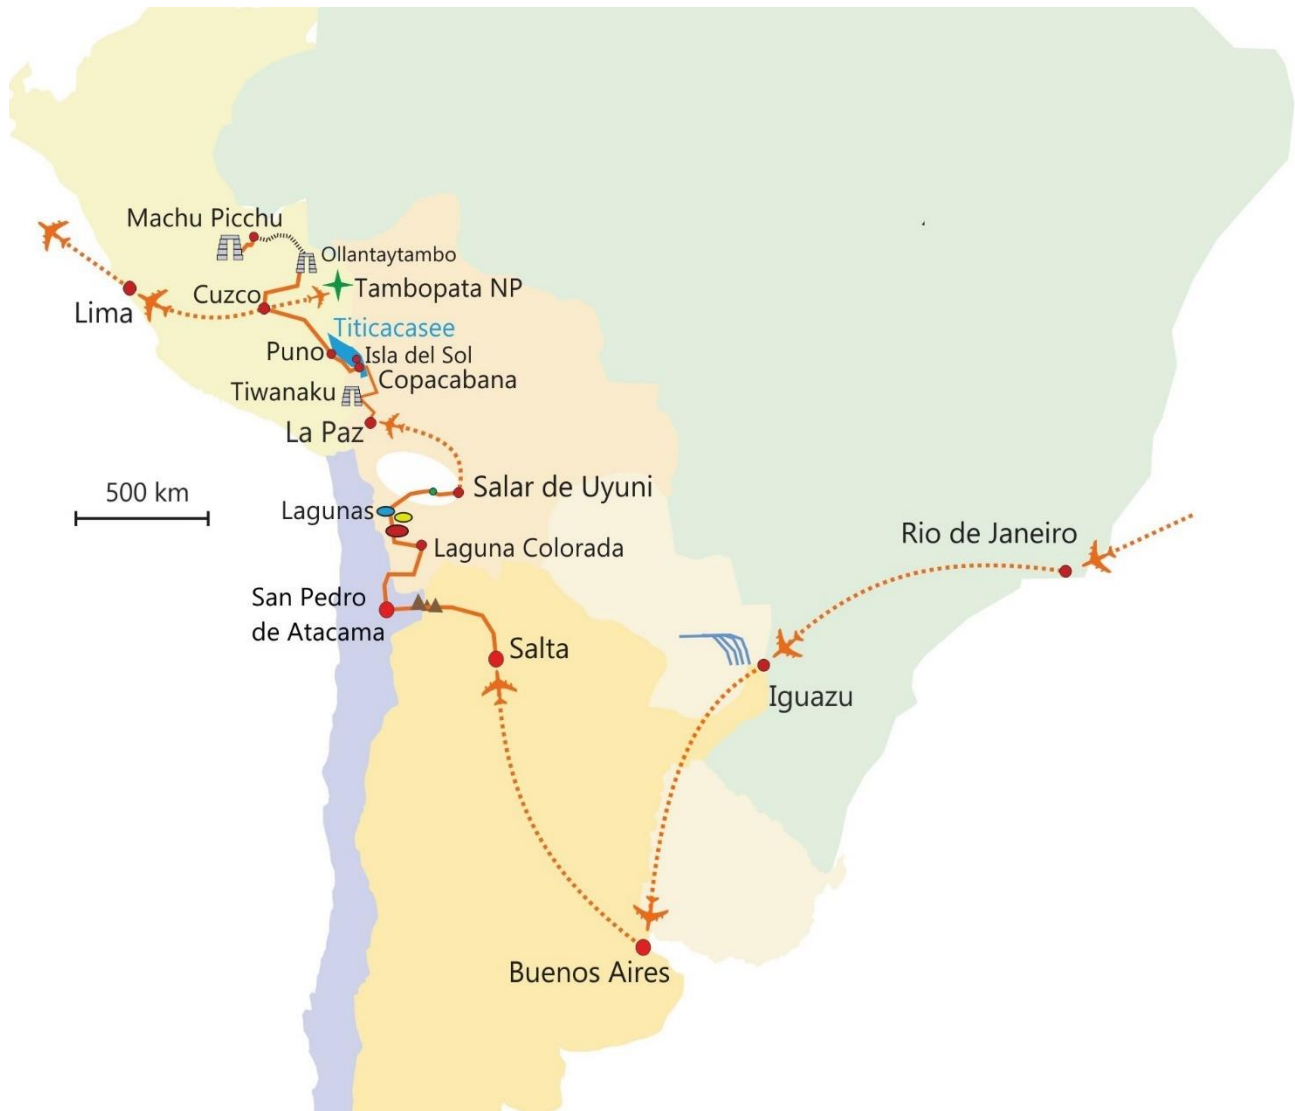 Machu Picchu
Ollantaytambo
Tambopata NP
Cuzco
Lima
Titicacasee
Puno
Isla del Sol
Copacabana
Tiwanaku
La Paz
500 km
Salar de Uyuni
Lagunas
Rio de Janeiro
Laguna Colorada
San Pedro
de Atacama
Salta
Iguazu
Buenos Aires